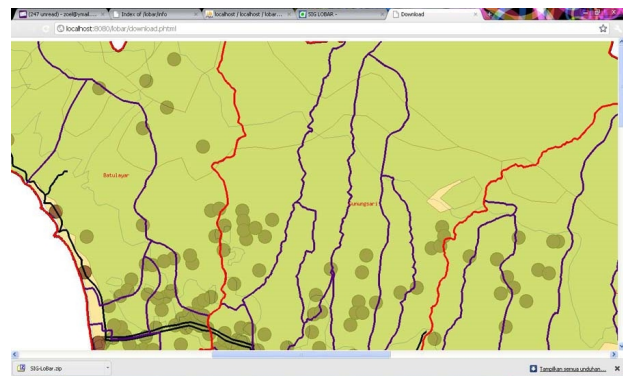 (247 unread) - zoel@ymail....
Index of /lobar/info
localhost / localhost / lobar...
SIG LOBAR -
Download
localhost:8080/lobar/download.phtml
Batulayar
Gunungsari
SIG-LoBar.zip
Tampilkan semua unduhan...